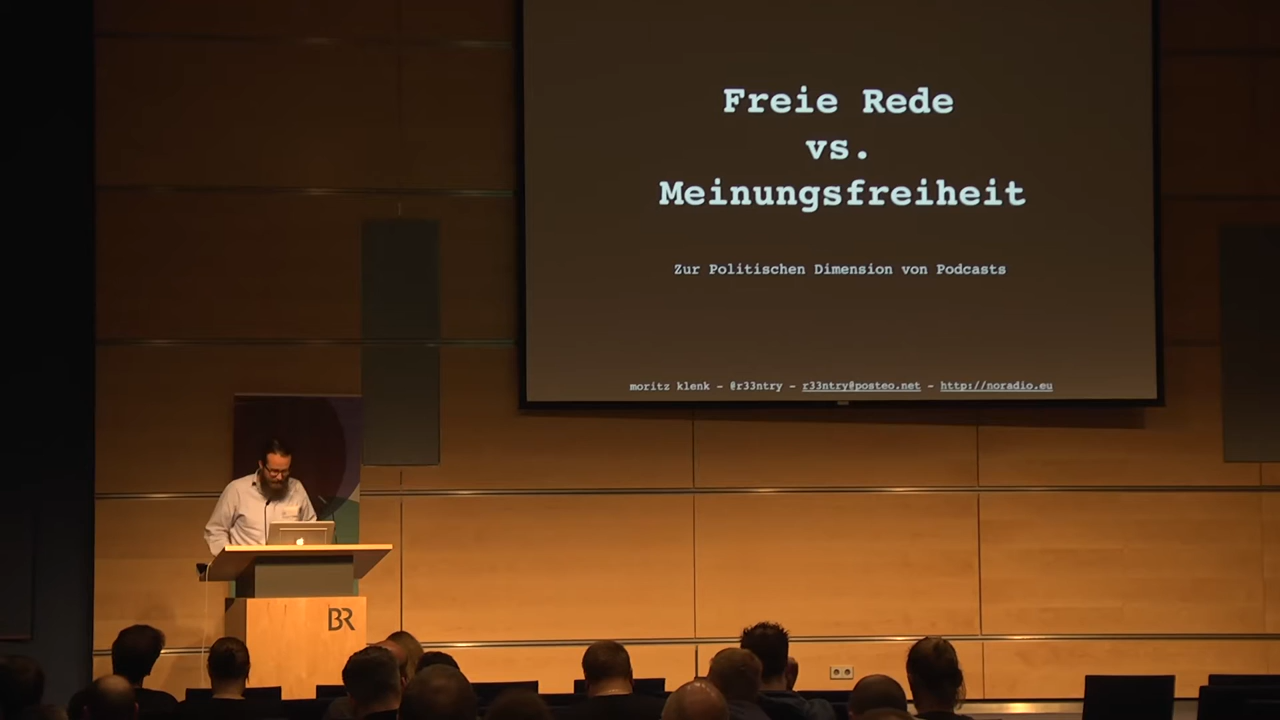 Freie Rede
vs.
Meinungsfreiheit
Zur Politischen Dimension von Podcasts
moritz klenk – @r33ntry – r33ntry@posteo.net – http://noradio.eu
BR